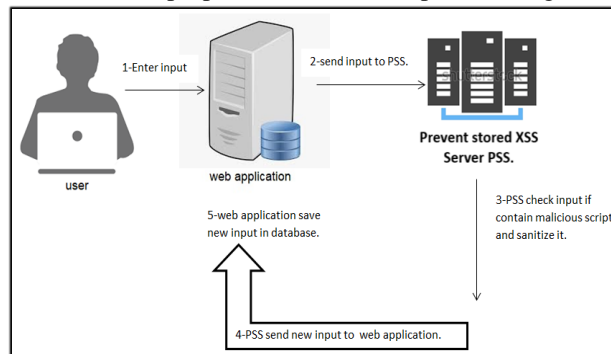 1-Enter input
2-send input to PSS.
shutterstock
Prevent stored XSS
Server PSS.
user
web application
3-PSS check input if
contain malicious script
and sanitize it.
5-web application save
new input in database.
4-PSS send new input to web application.